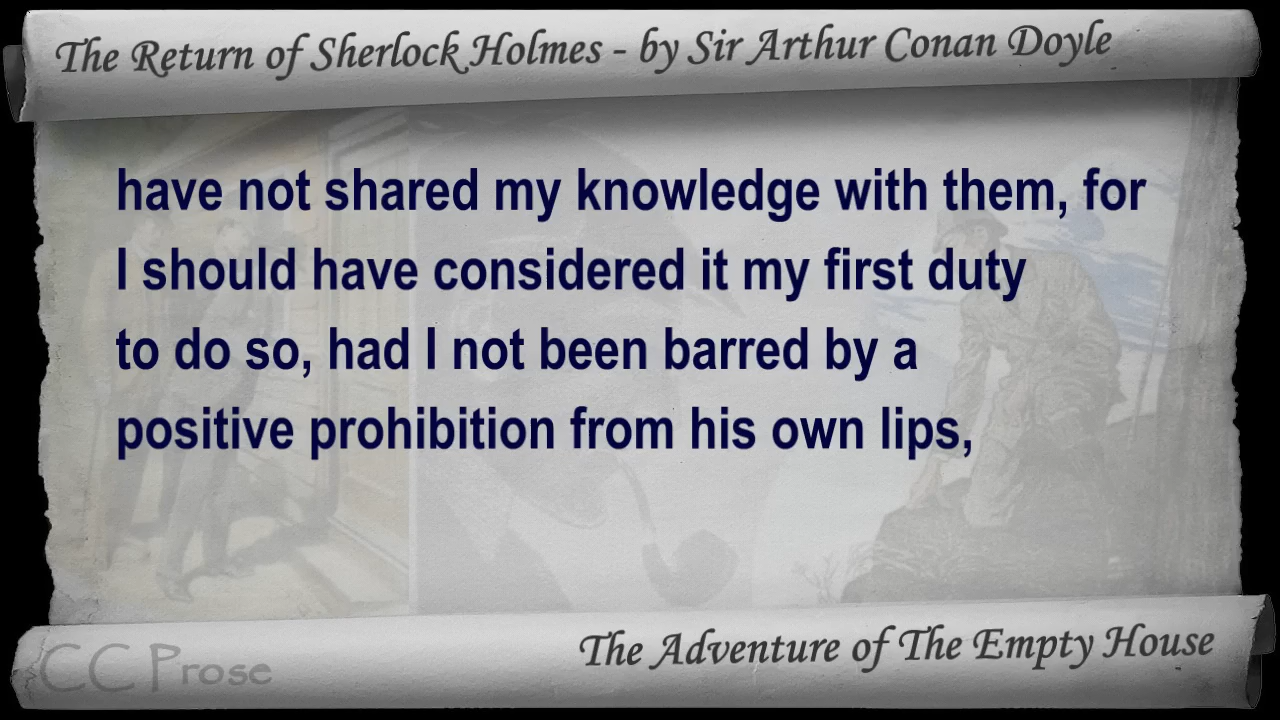 The Return of Sherlock Holmes - by Sir Arthur Conan Doyle
have not shared my knowledge with them, for
I should have considered it my first duty
to do so, had I not been barred by a
positive prohibition from his own lips,
The Adventure of The Empty House
CC Prose